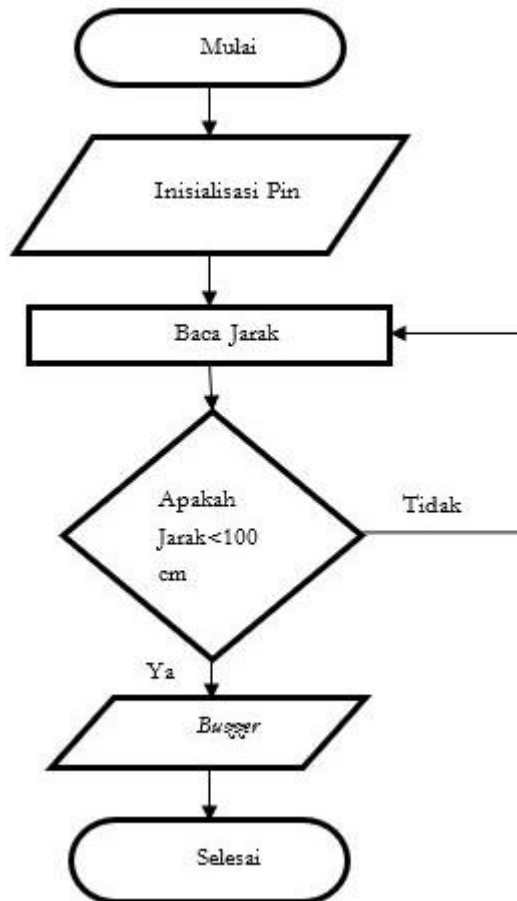 Mulai
Inisialisasi Pin
Baca Jarak
Apakah
Jarak<100
cm
Tidak
Ya
Buzzer
Selesai